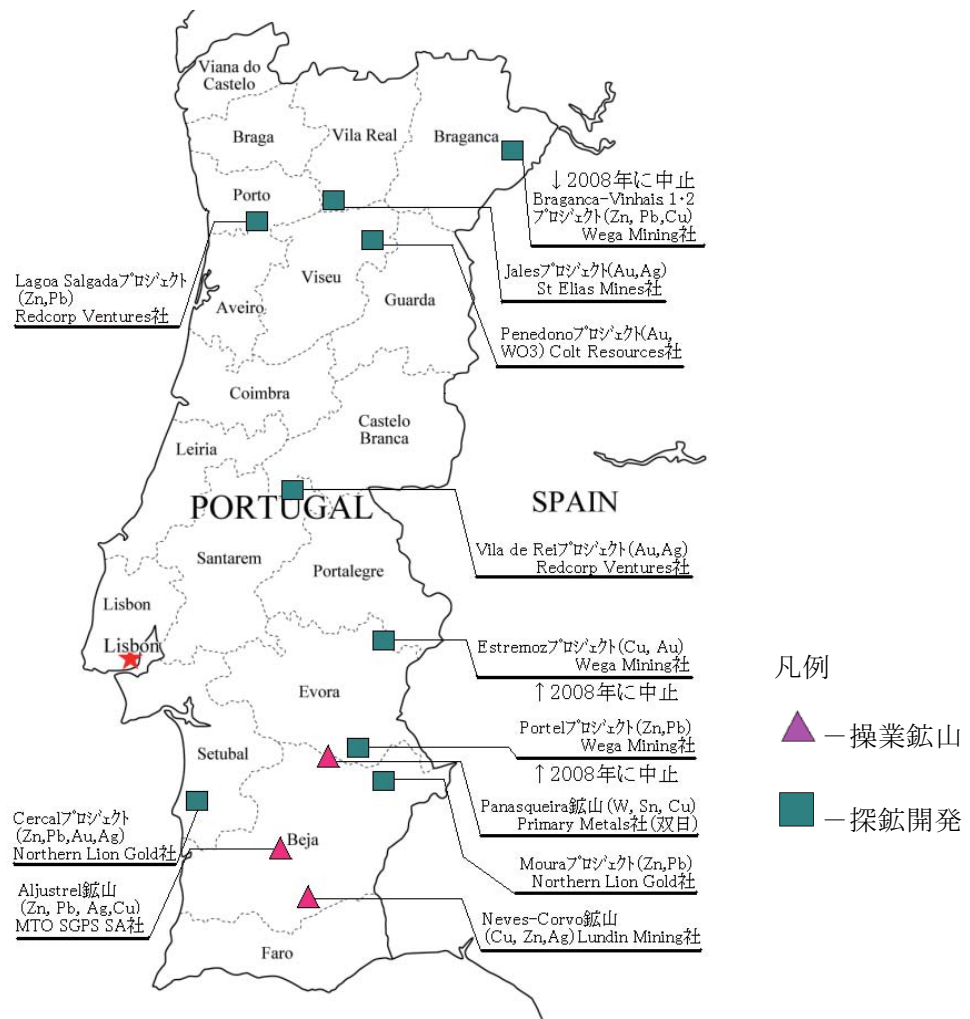 Viana do
Castelo
Braga
Vila Real
Braganca
Porto
↓2008年に中止
Braganca-Vinhais 1・2
プロジェクト(Zn, Pb,Cu)
Wega Mining社
Jalesプロジェクト(Au,Ag)
St Elias Mines社
Lagoa Salgadaプロジェクト
(Zn,Pb)
Redcorp Ventures社
Viseu
Aveiro
Guarda
Penedonoプロジェクト(Au,
WO3) Colt Resources社
Coimbra
Castelo
Branca
Leiria
PORTUGAL
SPAIN
Santarem
Portalegre
Vila de Reiプロジェクト(Au,Ag)
Redcorp Ventures社
Lisbon
Lisbon
Estremozプロジェクト(Cu, Au)
Wega Mining社
↑2008年に中止
Evora
Portelプロジェクト(Zn,Pb)
Wega Mining社
↑2008年に中止
Setubal
Panasqueira鉱山 (W, Sn, Cu)
Primary Metals社(双日)
Cercalプロジェクト
(Zn,Pb,Au,Ag)
Northern Lion Gold社
Beja
Mouraプロジェクト(Zn,Pb)
Northern Lion Gold社
Aljustrel鉱山
(Zn, Pb, Ag,Cu)
MTO SGPS SA社
Neves-Corvo鉱山
(Cu, Zn,Ag) Lundin Mining社
Faro
凡例
－操業鉱山
－探鉱開発